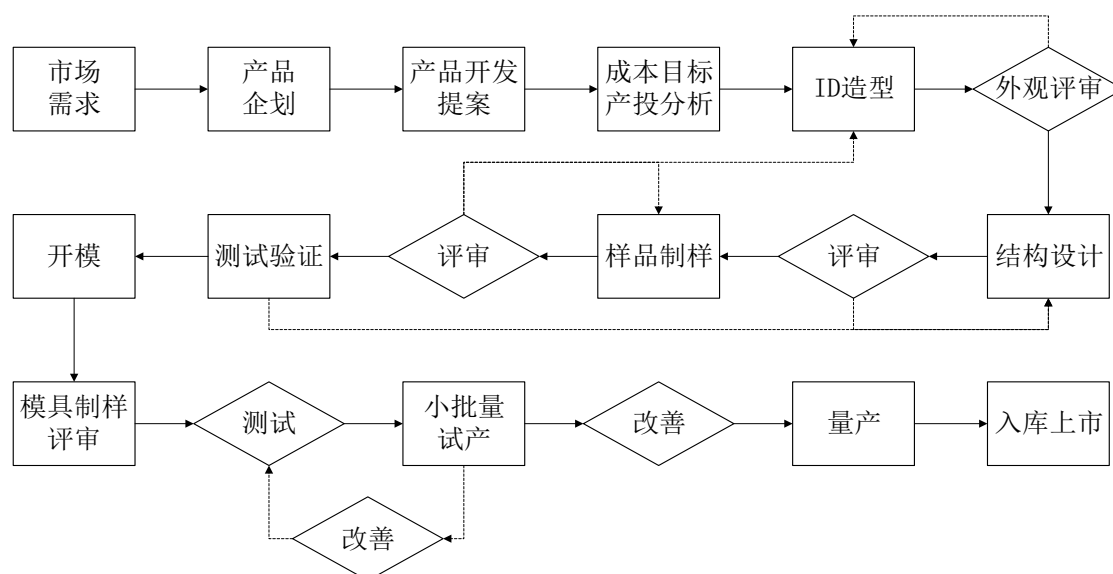 市场
需求
产品
企划
产品开发
提案
成本目标
产投分析
ID造型
外观评审
开模
测试验证
评审
样品制样
评审
结构设计
模具制样
评审
测试
小批量
试产
改善
量产
入库上市
改善